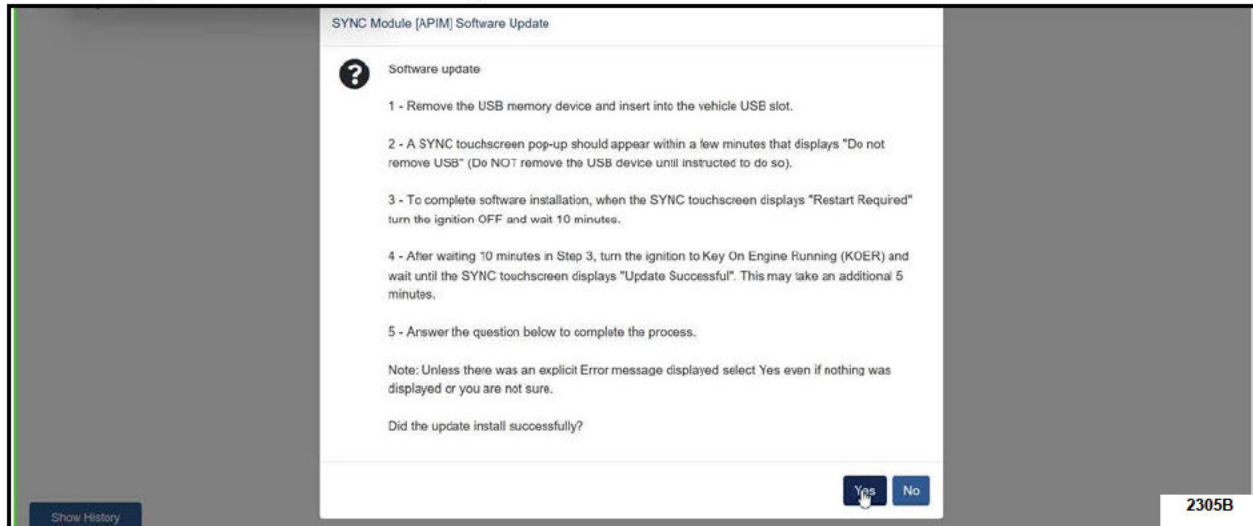 SYNC Module [APIM] Software Update
Software update
1 - Remove the USB memory device and insert into the vehicle USB slot.
2 - A SYNC touchscreen pop-up should appear within a few minutes that displays "Do not
remove USB" (Do NOT remove the USB device until instructed to do so).
3 - To complete software installation, when the SYNC touchscreen displays "Restart Required"
turn the ignition OFF and wait 10 minutes.
4 - After waiting 10 minutes in Step 3, turn the ignition to Key On Engine Running (KOER) and
wait until the SYNC touchscreen displays "Update Successful". This may take an additional 5
minutes.
5 - Answer the question below to complete the process.
Note: Unless there was an explicit Error message displayed select Yes even if nothing was
displayed or you are not sure.
Did the update install successfully?
Yes No
Show History
2305B